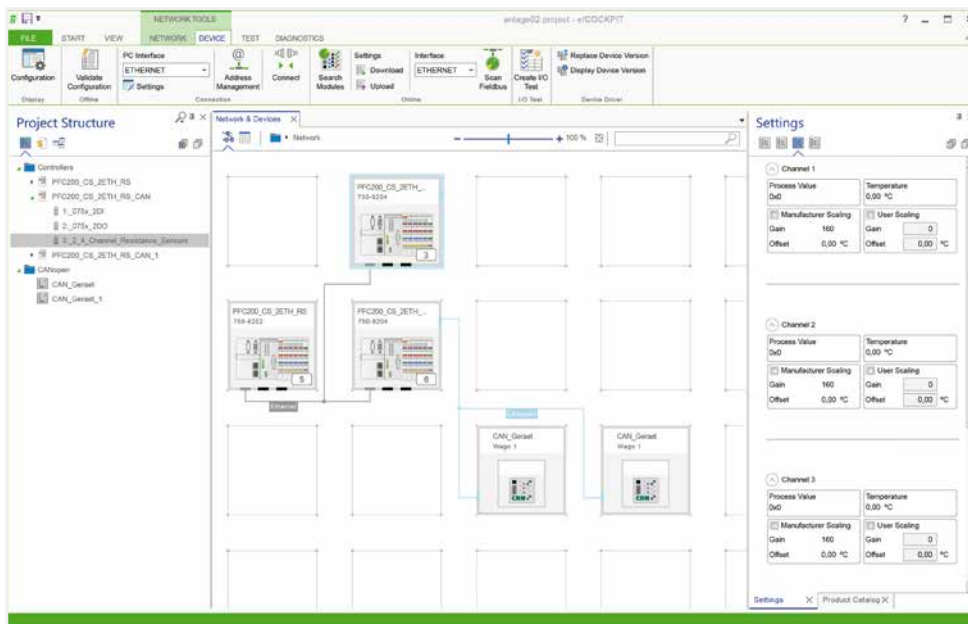 NETWORK TOOLS
anlage02.project - e!COCKPIT
?
FILE START VIEW NETWORK DEVICE TEST DIAGNOSTICS
Configuration
Validate
Configuration
PC Interface
ETHERNET
Settings
Address
Management
Connect
Search
Modules
Settings
Download
Upload
Interface
ETHERNET
Scan
Fieldbus
Create I/O
Test
Replace Device Version
Display Device Version
Display Offline Connection Online I/O Test Device Driver
Project Structure
Controllers
PFC200_CS_2ETH_RS
PFC200_CS_2ETH_RS_CAN
1:_075x_2DI
2:_075x_2DO
3:_2_4_Channel_Resistance_Sensors
PFC200_CS_2ETH_RS_CAN_1
CANopen
CAN_Geraet
CAN_Geraet_1
Network & Devices
Network
100 %
PFC200_CS_2ETH_...
750-8204
3
PFC200_CS_2ETH_RS
750-8202
5
PFC200_CS_2ETH_...
750-8204
6
Ethernet
CANopen
CAN_Geraet
Wago 1
CAN
CAN_Geraet
Wago 1
CAN
Settings
Channel 1
Process Value
0x0
Temperature
0,00 °C
Manufacturer Scaling
Gain 160
Offset 0,00 °C
User Scaling
Gain 0
Offset 0,00 °C
Channel 2
Process Value
0x0
Temperature
0,00 °C
Manufacturer Scaling
Gain 160
Offset 0,00 °C
User Scaling
Gain 0
Offset 0,00 °C
Channel 3
Process Value
0x0
Temperature
0,00 °C
Manufacturer Scaling
Gain 160
Offset 0,00 °C
User Scaling
Gain 0
Offset 0,00 °C
Settings Product Catalog